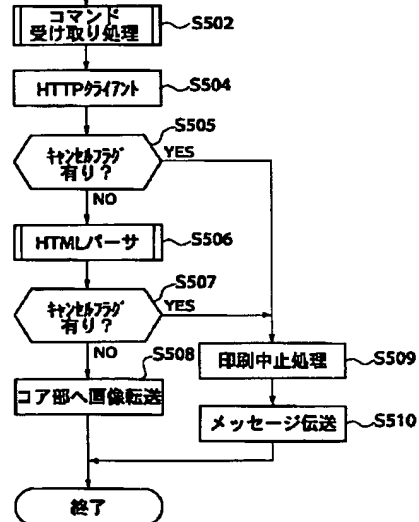 コマンド
受け取り処理
S502
HTTPクライアント
S504
S505
キャンセルフラグ
有り?
YES
NO
HTMLパーサ
S506
S507
キャンセルフラグ
有り?
YES
NO
S508
コア部へ画像転送
印刷中止処理
S509
メッセージ伝送
S510
終了